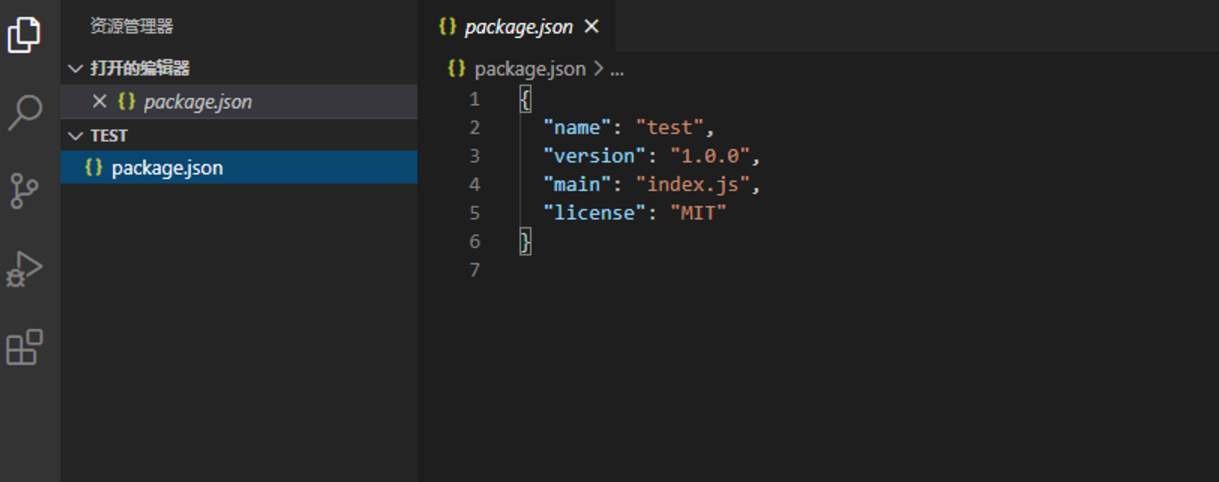 资源管理器
打开的编辑器
{} package.json
TEST
{} package.json
{} package.json
{} package.json > ...
1 {
2 "name": "test",
3 "version": "1.0.0",
4 "main": "index.js",
5 "license": "MIT"
6 }
7